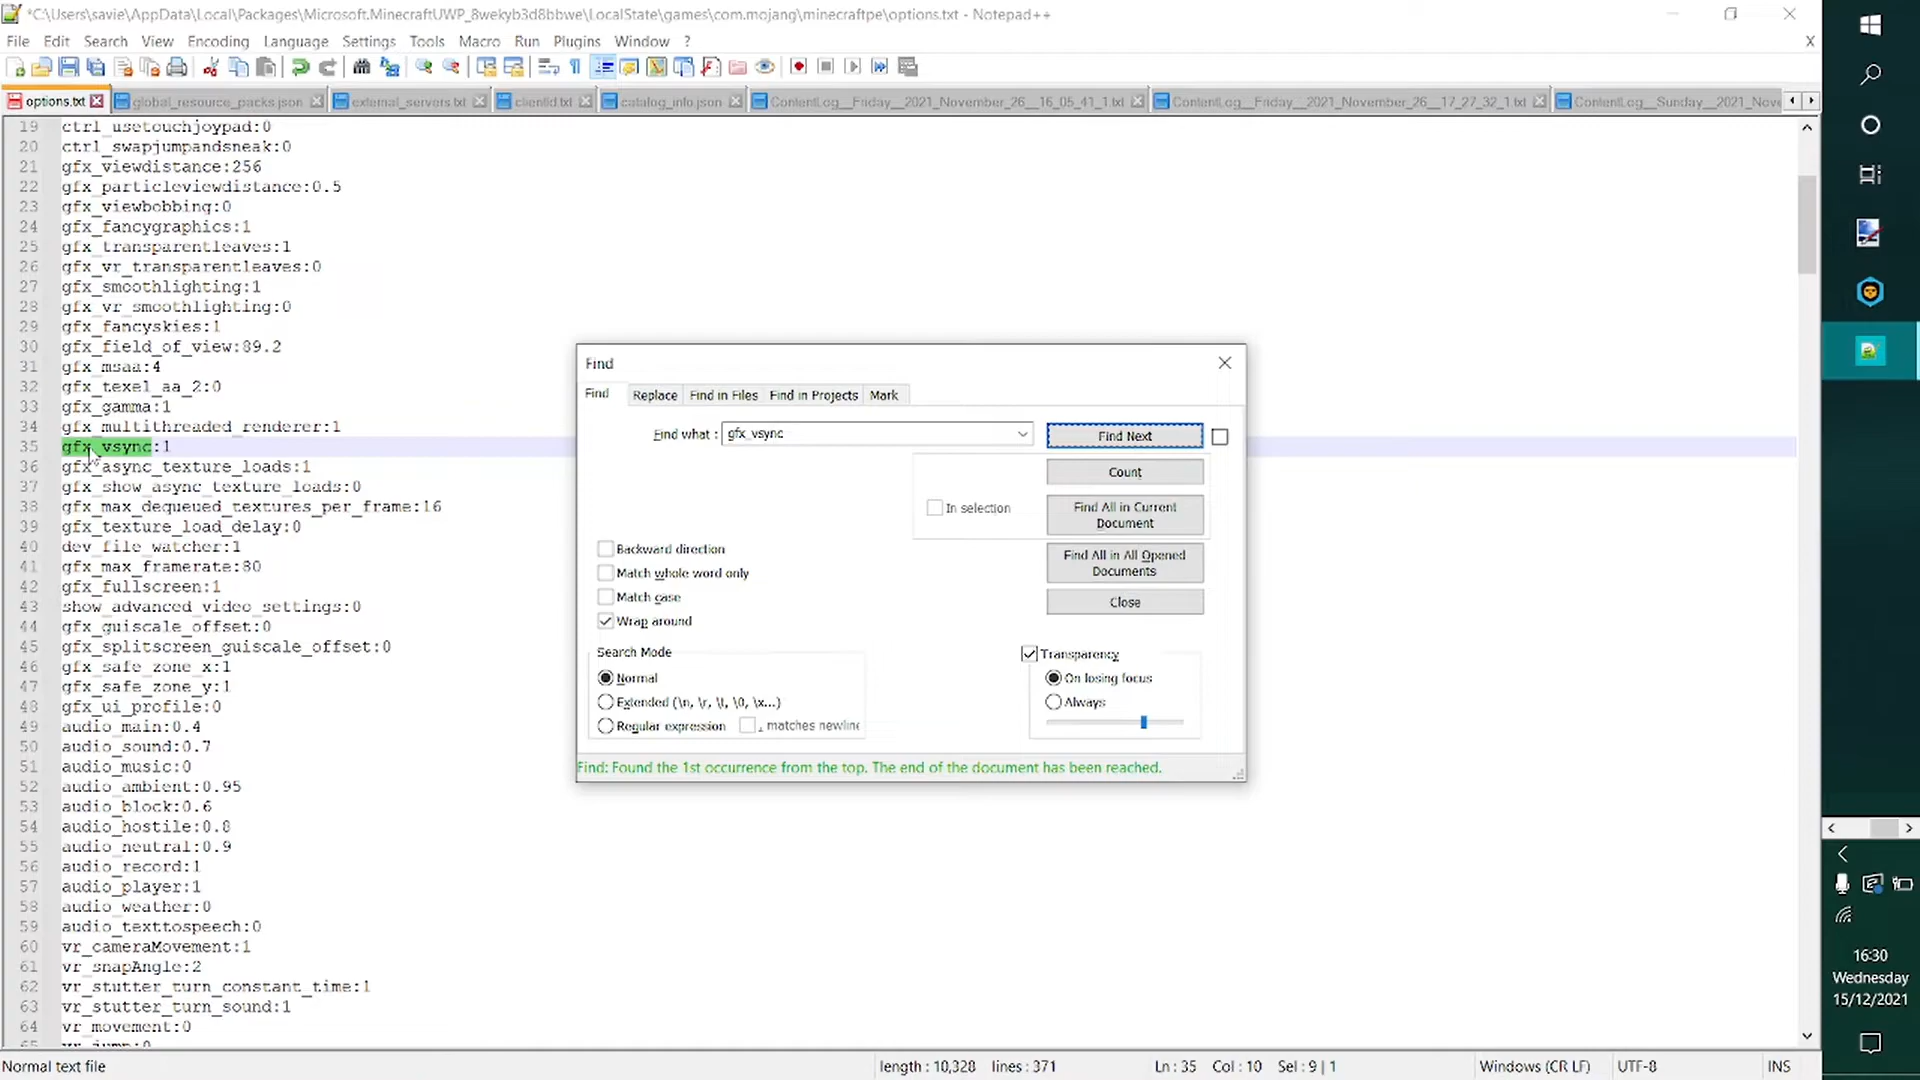 *C:\Users\savie\AppData\Local\Packages\Microsoft.MinecraftUWP_8wekyb3d8bbwe\LocalState\games\com.mojang\minecraftpe\options.txt - Notepad++
File Edit Search View Encoding Language Settings Tools Macro Run Plugins Window ? X
options.txt global_resource_packs.json external_servers.txt clientId.txt catalog_info.json ContentLog__Friday__2021_November_26__16_05_41_1.txt ContentLog__Friday__2021_November_26__17_27_32_1.txt ContentLog__Sunday__2021_Nove
19 ctrl_usetouchjoypad:0
20 ctrl_swapjumpandsneak:0
21 gfx_viewdistance:256
22 gfx_particleviewdistance:0.5
23 gfx_viewbobbing:0
24 gfx_fancygraphics:1
25 gfx_transparentleaves:1
26 gfx_vr_transparentleaves:0
27 gfx_smoothlighting:1
28 gfx_vr_smoothlighting:0
29 gfx_fancyskies:1
30 gfx_field_of_view:89.2
31 gfx_msaa:4
32 gfx_texel_aa_2:0
33 gfx_gamma:1
34 gfx_multithreaded_renderer:1
35 gfx_vsync:1
36 gfx_async_texture_loads:1
37 gfx_show_async_texture_loads:0
38 gfx_max_dequeued_textures_per_frame:16
39 gfx_texture_load_delay:0
40 dev_file_watcher:1
41 gfx_max_framerate:80
42 gfx_fullscreen:1
43 show_advanced_video_settings:0
44 gfx_guiscale_offset:0
45 gfx_splitscreen_guiscale_offset:0
46 gfx_safe_zone_x:1
47 gfx_safe_zone_y:1
48 gfx_ui_profile:0
49 audio_main:0.4
50 audio_sound:0.7
51 audio_music:0
52 audio_ambient:0.95
53 audio_block:0.6
54 audio_hostile:0.8
55 audio_neutral:0.9
56 audio_record:1
57 audio_player:1
58 audio_weather:0
59 audio_texttospeech:0
60 vr_cameraMovement:1
61 vr_snapAngle:2
62 vr_stutter_turn_constant_time:1
63 vr_stutter_turn_sound:1
64 vr_movement:0
65 vr_jump:0
Find
Find Replace Find in Files Find in Projects Mark
Find what : gfx_vsync
Find Next
Count
In selection
Find All in Current
Document
Find All in All Opened
Documents
Close
Backward direction
Match whole word only
Match case
Wrap around
Search Mode
Normal
Extended (\n, \r, \t, \0, \x...)
Regular expression . matches newline
Transparency
On losing focus
Always
Find: Found the 1st occurrence from the top. The end of the document has been reached.
Normal text file length : 10,328 lines : 371 Ln : 35 Col : 10 Sel : 9 | 1 Windows (CR LF) UTF-8 INS
16:30
Wednesday
15/12/2021